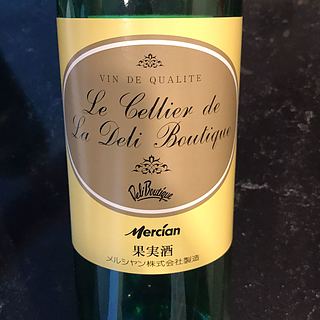 VIN DE QUALITE
Le Cellier de
La Deli Boutique
Deli Boutique
Mercian
果実酒
メルシャン株式会社製造